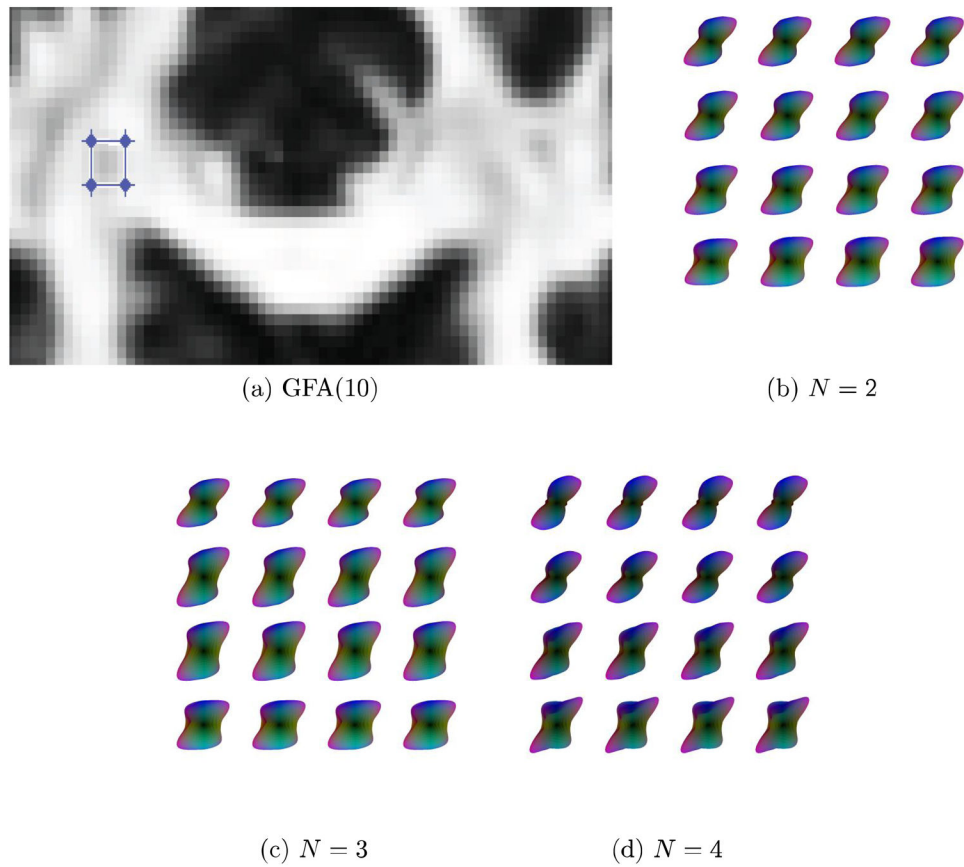 (a) GFA(10)
(b) N = 2
(c) N = 3
(d) N = 4